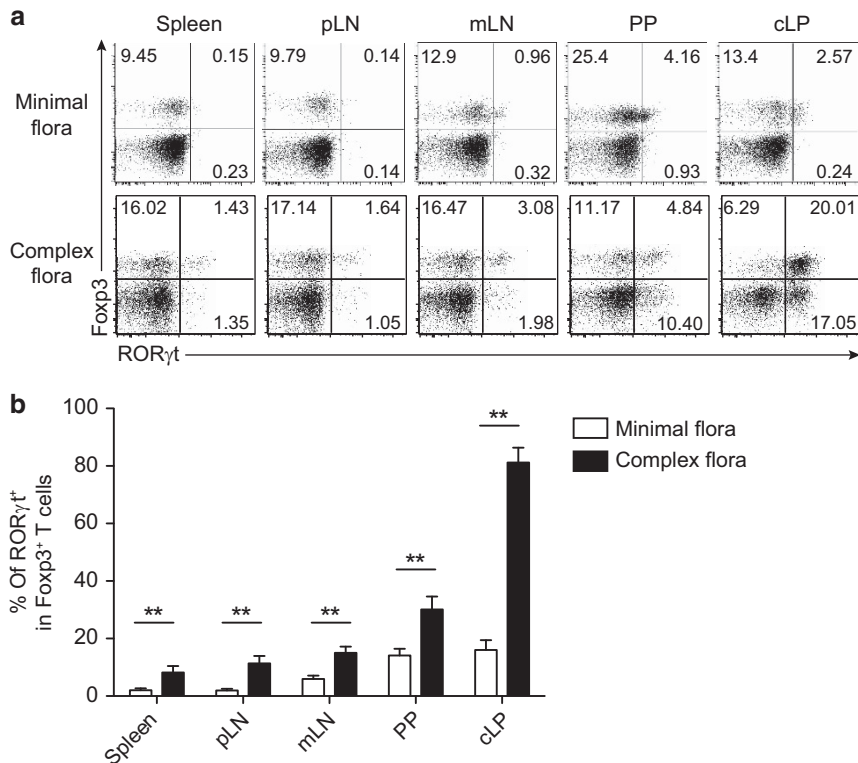 a
Spleen pLN mLN PP cLP
Minimal flora
9.45 0.15 0.23
9.79 0.14 0.14
12.9 0.96 0.32
25.4 4.16 0.93
13.4 2.57 0.24
Complex flora
16.02 1.43 1.35
17.14 1.64 1.05
16.47 3.08 1.98
11.17 4.84 10.40
6.29 20.01 17.05
Foxp3
RORγt
b
% Of RORγt+
in Foxp3+ T cells
100
80
60
40
20
0
** ** ** ** **
Minimal flora
Complex flora
Spleen pLN mLN PP cLP